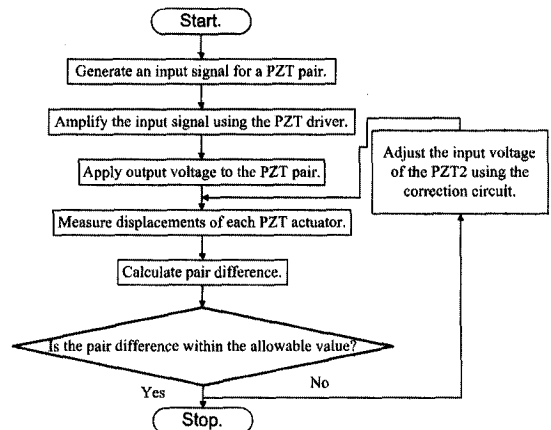 Start.
Generate an input signal for a PZT pair.
Amplify the input signal using the PZT driver.
Apply output voltage to the PZT pair.
Measure displacements of each PZT actuator.
Calculate pair difference.
Is the pair difference within the allowable value?
Yes
No
Stop.
Adjust the input voltage
of the PZT2 using the
correction circuit.